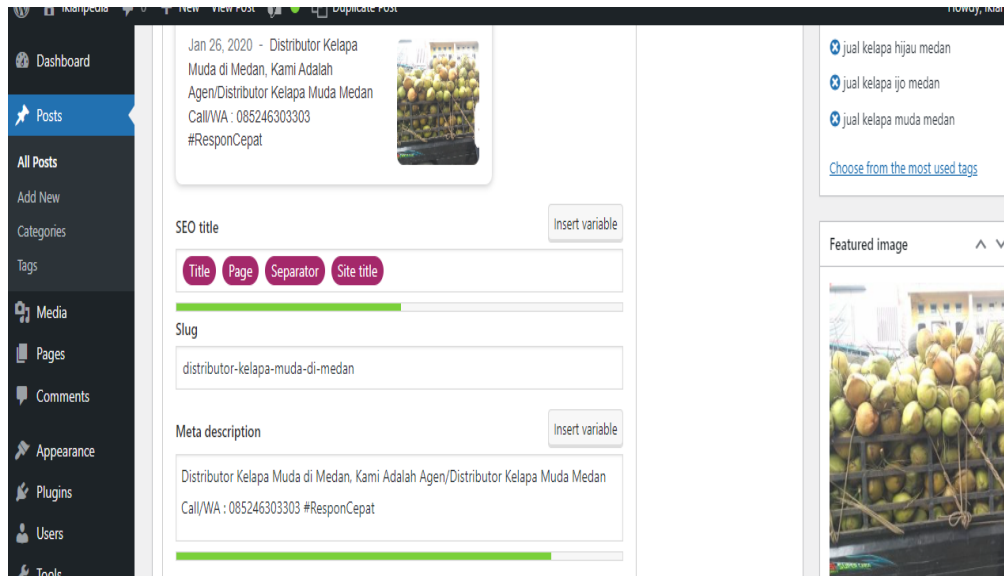 Iklanpedia 0 New View Post Duplicate Post Howdy, Iklan
Dashboard
Posts
All Posts
Add New
Categories
Tags
Media
Pages
Comments
Appearance
Plugins
Users
Tools
Jan 26, 2020 - Distributor Kelapa
Muda di Medan, Kami Adalah
Agen/Distributor Kelapa Muda Medan
Call/WA : 085246303303
#ResponCepat
SEO title
Insert variable
Title Page Separator Site title
Slug
distributor-kelapa-muda-di-medan
Meta description
Insert variable
Distributor Kelapa Muda di Medan, Kami Adalah Agen/Distributor Kelapa Muda Medan
Call/WA : 085246303303 #ResponCepat
jual kelapa hijau medan
jual kelapa ijo medan
jual kelapa muda medan
Choose from the most used tags
Featured image